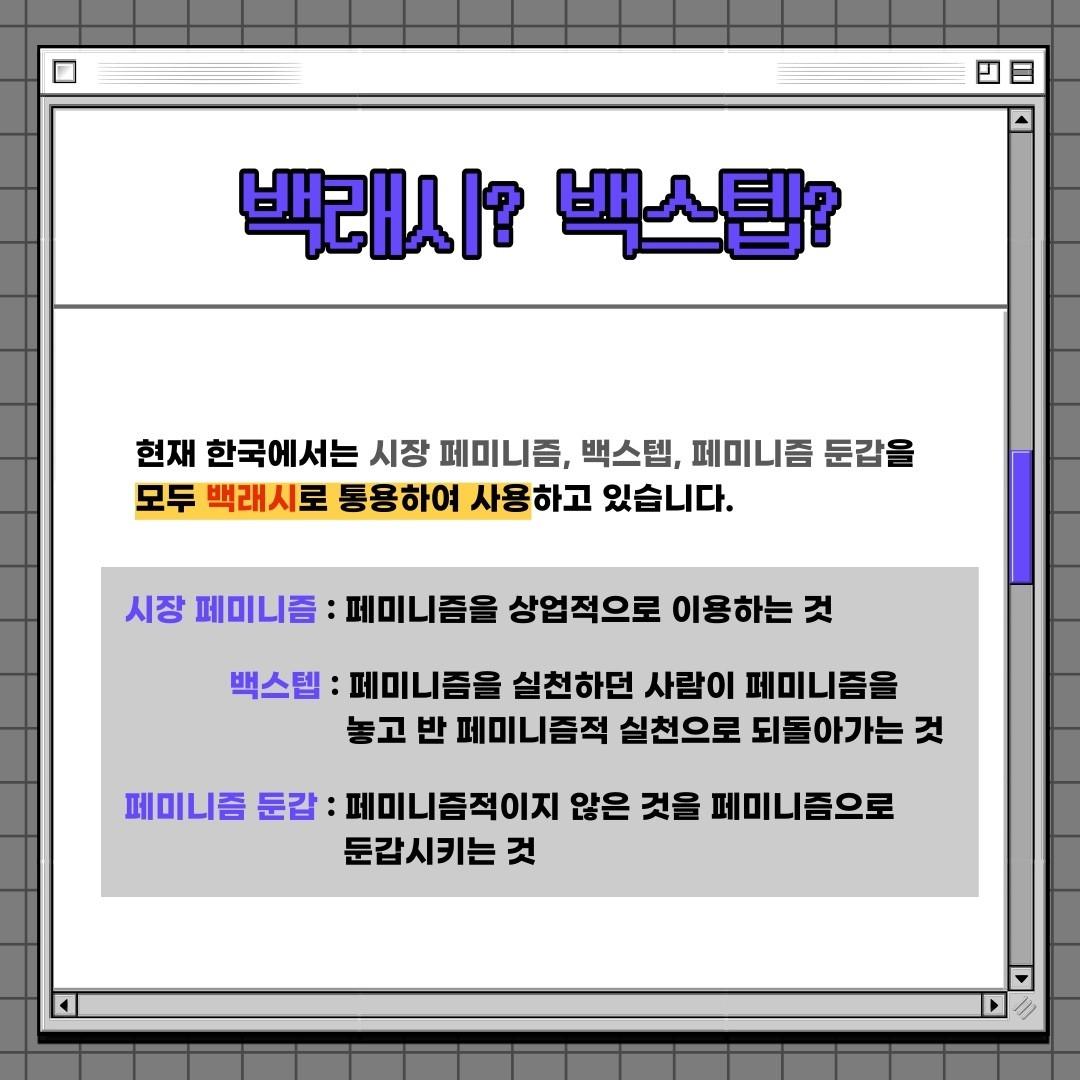 백래시? 백스텝?
현재 한국에서는 시장 페미니즘, 백스텝, 페미니즘 둔갑을
모두 백래시로 통용하여 사용하고 있습니다.
시장 페미니즘 : 페미니즘을 상업적으로 이용하는 것
백스텝 : 페미니즘을 실천하던 사람이 페미니즘을
놓고 반 페미니즘적 실천으로 되돌아가는 것
페미니즘 둔갑 : 페미니즘적이지 않은 것을 페미니즘으로
둔갑시키는 것